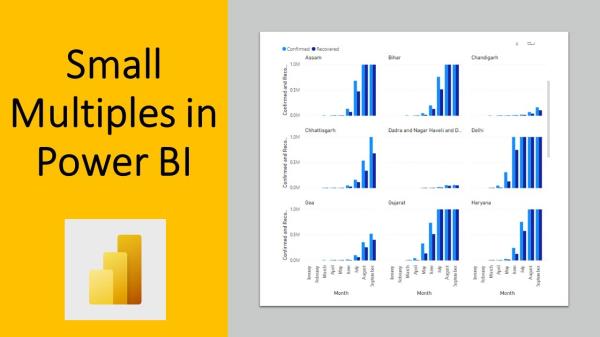 Small
Multiples in
Power BI
Confirmed Recovered
Assam Bihar Chandigarh
Confirmed and Reco...
1.0M
0.5M
0.0M
Chhattisgarh Dadra and Nagar Haveli and D... Delhi
Confirmed and Reco...
1.0M
0.5M
0.0M
Goa Gujarat Haryana
Confirmed and Reco...
1.0M
0.5M
0.0M
January February March April May June July August September January February March April May June July August September January February March April May June July August September
Month Month Month